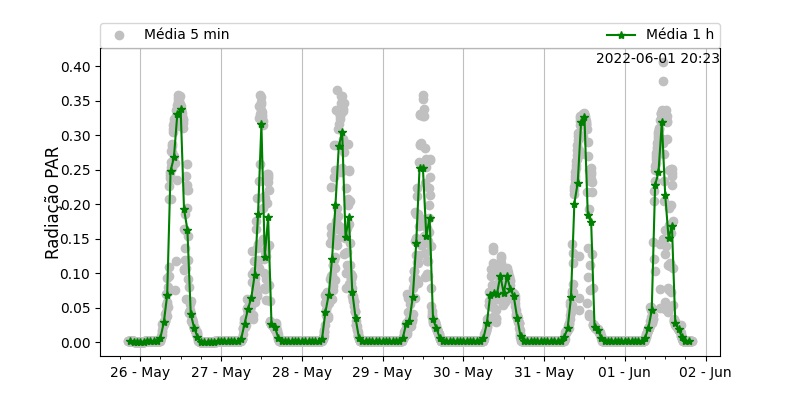 Média 5 min
Média 1 h
2022-06-01 20:23
Radiação PAR
0.40
0.35
0.30
0.25
0.20
0.15
0.10
0.05
0.00
26 - May
27 - May
28 - May
29 - May
30 - May
31 - May
01 - Jun
02 - Jun